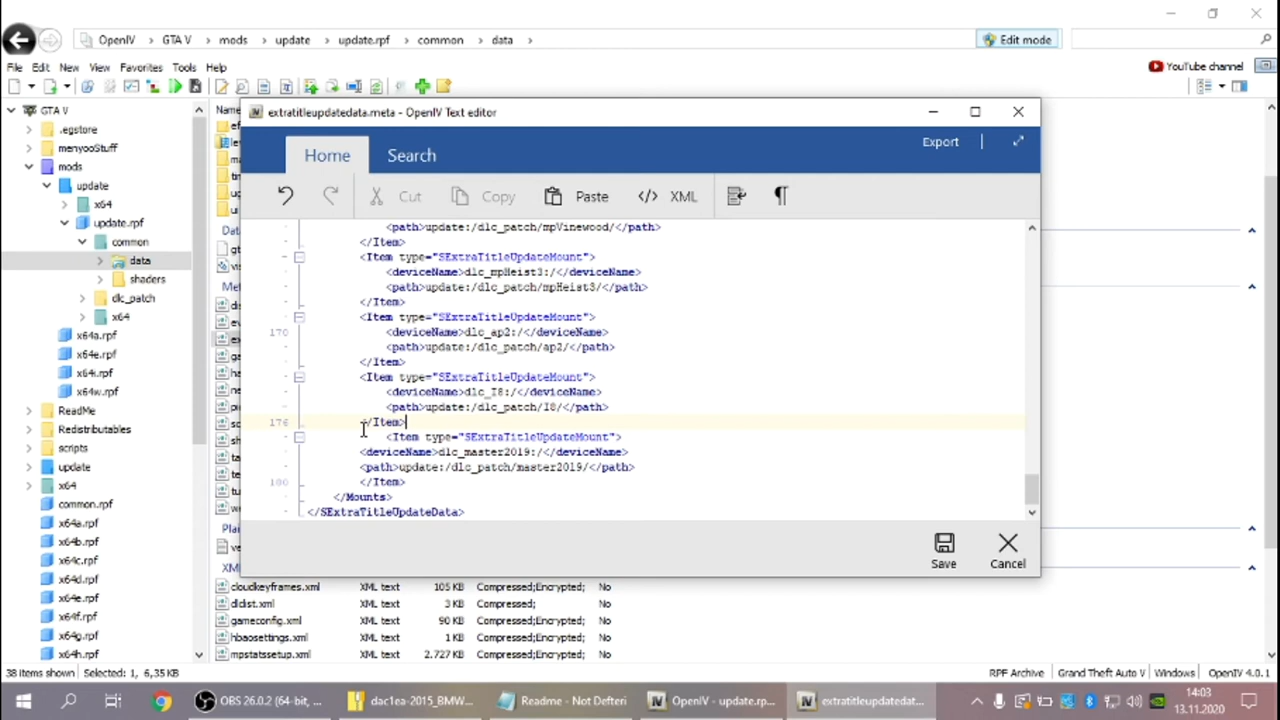 OpenIV
GTA V
mods
update
update.rpf
common
data
Edit mode
File Edit New View Favorites Tools Help
YouTube channel
GTA V
.egstore
menyooStuff
mods
update
x64
update.rpf
common
data
shaders
dlc_patch
x64
x64a.rpf
x64e.rpf
x64i.rpf
x64w.rpf
ReadMe
Redistributables
scripts
update
x64
common.rpf
x64a.rpf
x64b.rpf
x64c.rpf
x64d.rpf
x64e.rpf
x64f.rpf
x64g.rpf
x64h.rpf
extratitleupdatedata.meta - OpenIV Text editor
Home
Search
Export
Cut
Copy
Paste
</> XML
¶
<path>update:/dlc_patch/mpVinewood/</path>
</Item>
<Item type="SExtraTitleUpdateMount">
<deviceName>dlc_mpHeist3:/</deviceName>
<path>update:/dlc_patch/mpHeist3/</path>
</Item>
<Item type="SExtraTitleUpdateMount">
170 <deviceName>dlc_ap2:/</deviceName>
<path>update:/dlc_patch/ap2/</path>
</Item>
<Item type="SExtraTitleUpdateMount">
<deviceName>dlc_I8:/</deviceName>
<path>update:/dlc_patch/I8/</path>
176 </Item>
<Item type="SExtraTitleUpdateMount">
<deviceName>dlc_master2019:/</deviceName>
<path>update:/dlc_patch/master2019/</path>
180 </Item>
</Mounts>
</SExtraTitleUpdateData>
Save
Cancel
cloudkeyframes.xml XML text 105 KB Compressed;Encrypted; No
dlclist.xml XML text 3 KB Compressed; No
gameconfig.xml XML text 90 KB Compressed;Encrypted; No
hbaosettings.xml XML text 1 KB Compressed;Encrypted; No
mpstatssetup.xml XML text 2.727 KB Compressed;Encrypted; No
38 items shown Selected: 1, 6,35 KB
RPF Archive Grand Theft Auto V Windows OpenIV 4.0.1
OBS 26.0.2 (64-bit, ...
dac1ea-2015_BMW...
Readme - Not Defteri
OpenIV - update.rp...
extratitleupdatedat...
14:03
13.11.2020